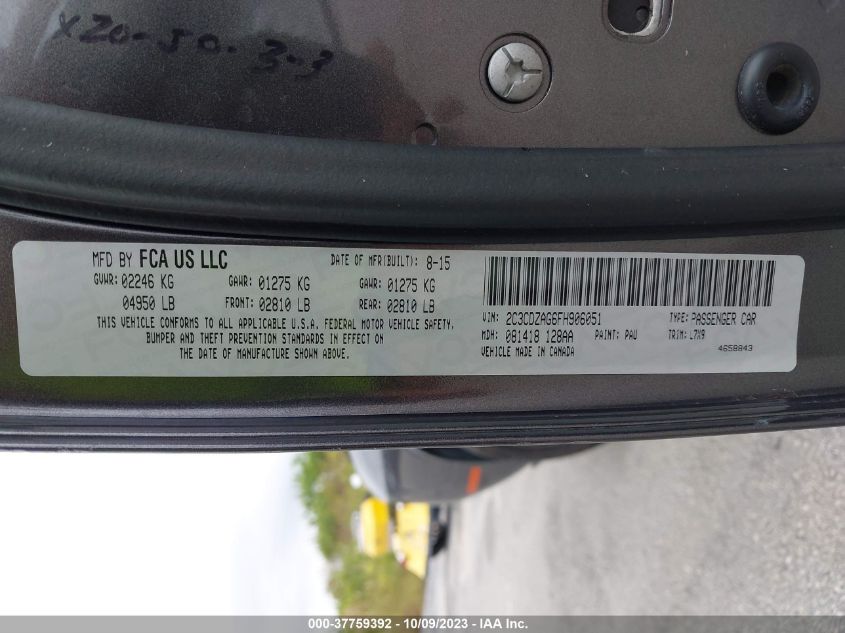 X20-50-3-3
MFD BY FCA US LLC
DATE OF MFR(BUILT): 8-15
GVWR: 02246 KG GAWR: 01275 KG GAWR: 01275 KG
04950 LB FRONT: 02810 LB REAR: 02810 LB
THIS VEHICLE CONFORMS TO ALL APPLICABLE U.S.A. FEDERAL MOTOR VEHICLE SAFETY,
BUMPER AND THEFT PREVENTION STANDARDS IN EFFECT ON
THE DATE OF MANUFACTURE SHOWN ABOVE.
VIN: 2C3CDZAG6FH906051 TYPE: PASSENGER CAR
MDH: 081418 128AA PAINT: PAU TRIM: L7X9
VEHICLE MADE IN CANADA 4658843
000-37759392 - 10/09/2023 - IAA Inc.